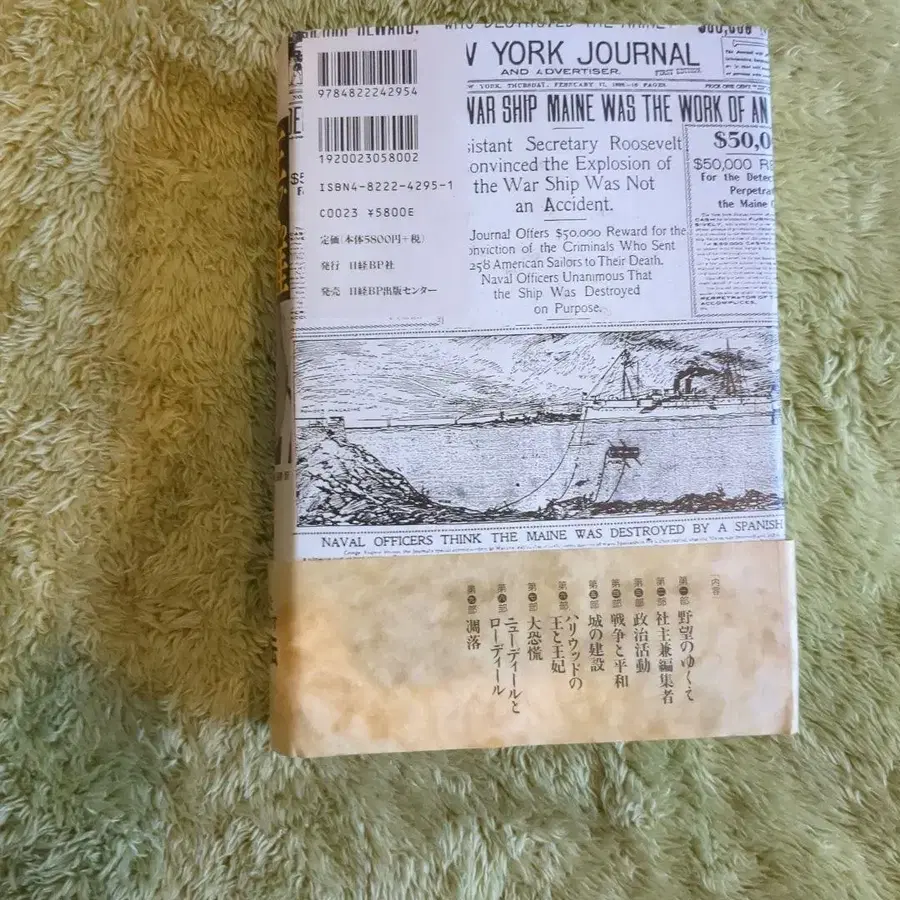 WHO DESTROYED THE MAINE
9784822242954
1920023058002
ISBN4-8222-4295-1
C0023 ¥5800E
定価(本体5800円+税)
発行 日経BP社
発売 日経BP出版センター
YORK JOURNAL
AND ADVERTISER.
YORK, THURSDAY, FEBRUARY 17, 1898
WAR SHIP MAINE WAS THE WORK OF AN
sistant Secretary Roosevelt
onvinced the Explosion of
the War Ship Was Not
an Accident.
Journal Offers $50,000 Reward for the
onviction of the Criminals Who Sent
258 American Sailors to Their Death.
Naval Officers Unanimous That
the Ship Was Destroyed
on Purpose.
$50,0
$50,000 RE
For the Detec
Perpetra
the Maine
NAVAL OFFICERS THINK THE MAINE WAS DESTROYED BY A SPANISH
[内容]
第一部 野望のゆくえ
第二部 社主兼編集者
第三部 政治活動
第四部 戦争と平和
第五部 城の建設
第六部 ハリウッドの
王と王妃
第七部 大恐慌
第八部 ニューディールと
ローディール
第九部 凋落